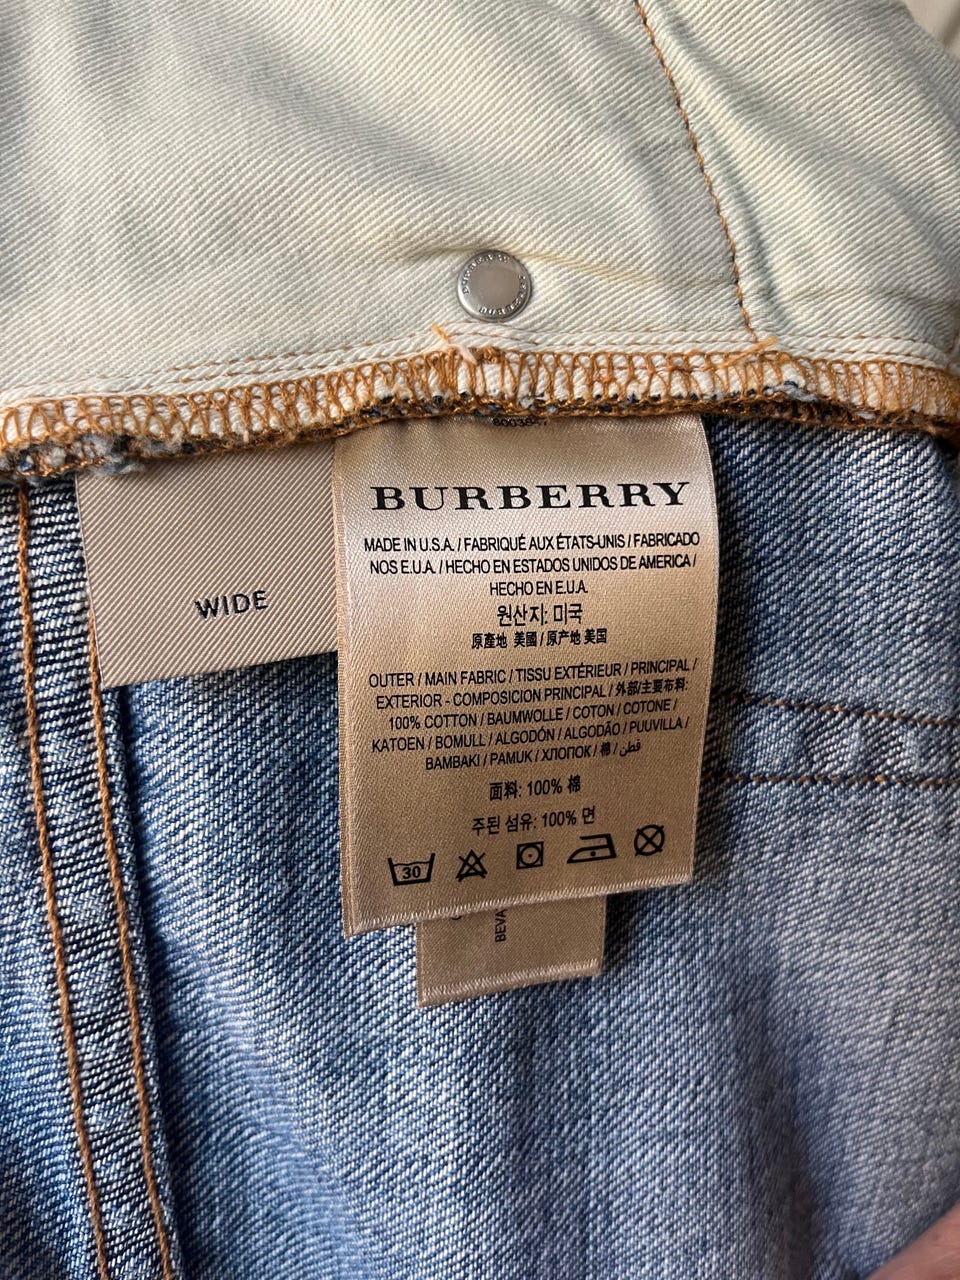 BURBERRY
MADE IN U.S.A. / FABRIQUÉ AUX ÉTATS-UNIS / FABRICADO
NOS E.U.A. / HECHO EN ESTADOS UNIDOS DE AMERICA /
HECHO EN E.U.A.
원산지: 미국
原產地 美國 / 原产地 美国
OUTER / MAIN FABRIC / TISSU EXTÉRIEUR / PRINCIPAL /
EXTERIOR - COMPOSICION PRINCIPAL / 外部/主要布料:
100% COTTON / BAUMWOLLE / COTON / COTONE /
KATOEN / BOMULL / ALGODÓN / ALGODÃO / PUUVILLA /
BAMBAKI / PAMUK / ХЛОПОК / 棉 / قطن
面料: 100% 棉
주된 섬유: 100% 면
30
WIDE